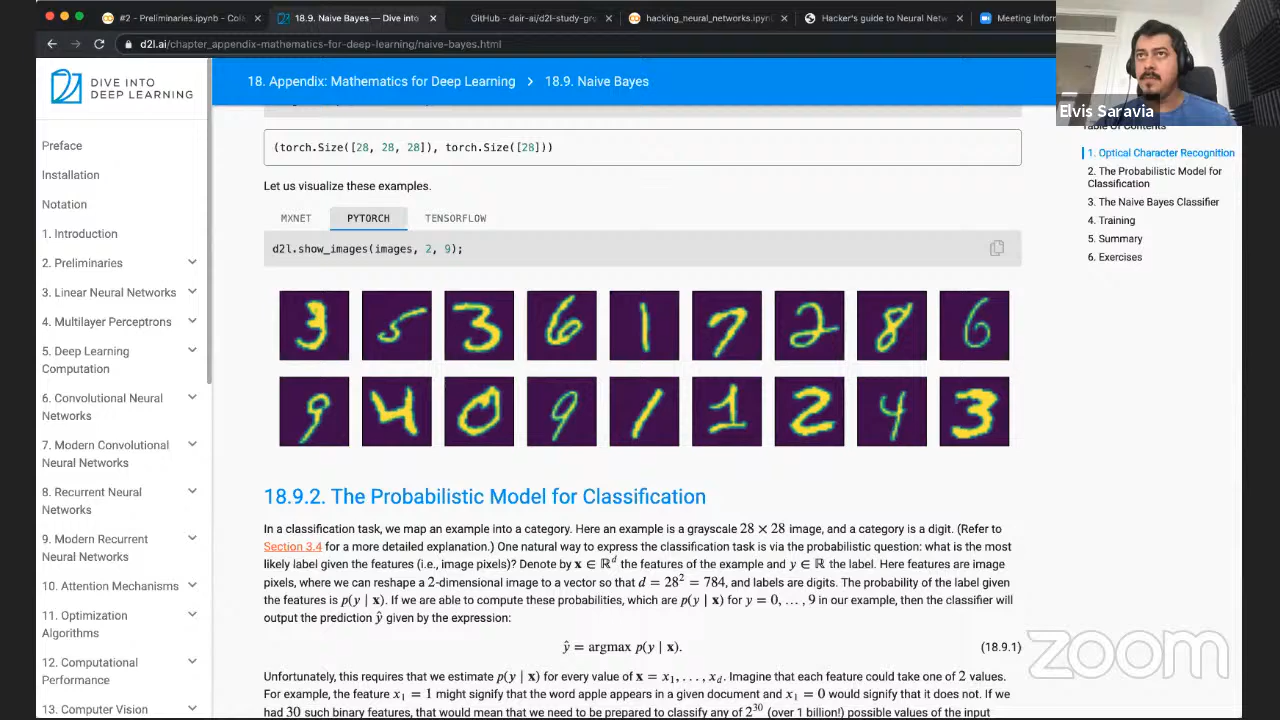 #2 - Preliminaries.ipynb - Cola
18.9. Naive Bayes — Dive into
GitHub - dair-ai/d2l-study-gro
hacking_neural_networks.ipynb
Hacker's guide to Neural Netw
Meeting Inform
d2l.ai/chapter_appendix-mathematics-for-deep-learning/naive-bayes.html
DIVE INTO
DEEP LEARNING
18. Appendix: Mathematics for Deep Learning
18.9. Naive Bayes
Elvis Saravia
Preface
Installation
Notation
1. Introduction
2. Preliminaries
3. Linear Neural Networks
4. Multilayer Perceptrons
5. Deep Learning
Computation
6. Convolutional Neural
Networks
7. Modern Convolutional
Neural Networks
8. Recurrent Neural
Networks
9. Modern Recurrent
Neural Networks
10. Attention Mechanisms
11. Optimization
Algorithms
12. Computational
Performance
13. Computer Vision
(torch.Size([28, 28, 28]), torch.Size([28]))
Let us visualize these examples.
MXNET PYTORCH TENSORFLOW
d2l.show_images(images, 2, 9);
3 5 3 6 1 7 2 8 6
9 4 0 9 1 1 2 4 3
18.9.2. The Probabilistic Model for Classification
In a classification task, we map an example into a category. Here an example is a grayscale 28 × 28 image, and a category is a digit. (Refer to
Section 3.4 for a more detailed explanation.) One natural way to express the classification task is via the probabilistic question: what is the most
likely label given the features (i.e., image pixels)? Denote by x ∈ ℝᵈ the features of the example and y ∈ ℝ the label. Here features are image
pixels, where we can reshape a 2-dimensional image to a vector so that d = 28² = 784, and labels are digits. The probability of the label given
the features is p(y | x). If we are able to compute these probabilities, which are p(y | x) for y = 0, … , 9 in our example, then the classifier will
output the prediction ŷ given by the expression:
ŷ = argmax p(y | x). (18.9.1)
Unfortunately, this requires that we estimate p(y | x) for every value of x = x₁, … , x_d. Imagine that each feature could take one of 2 values.
For example, the feature x₁ = 1 might signify that the word apple appears in a given document and x₁ = 0 would signify that it does not. If we
had 30 such binary features, that would mean that we need to be prepared to classify any of 2³⁰ (over 1 billion!) possible values of the input
Table Of Contents
1. Optical Character Recognition
2. The Probabilistic Model for
Classification
3. The Naive Bayes Classifier
4. Training
5. Summary
6. Exercises
zoom